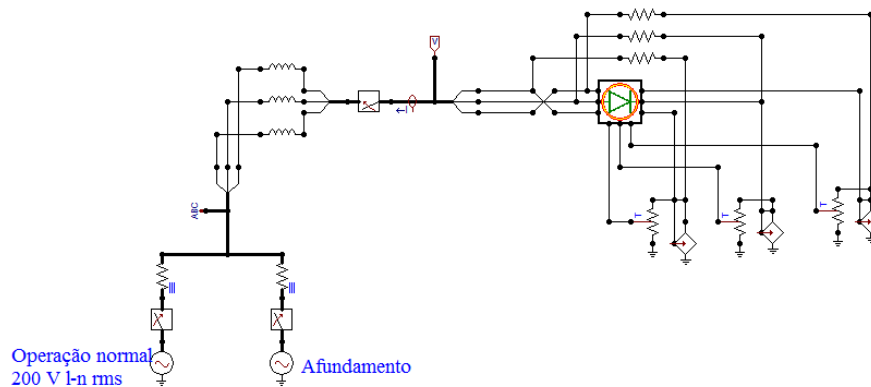 V
I
ABC
T
T
T
Operação normal
200 V l-n rms
Afundamento